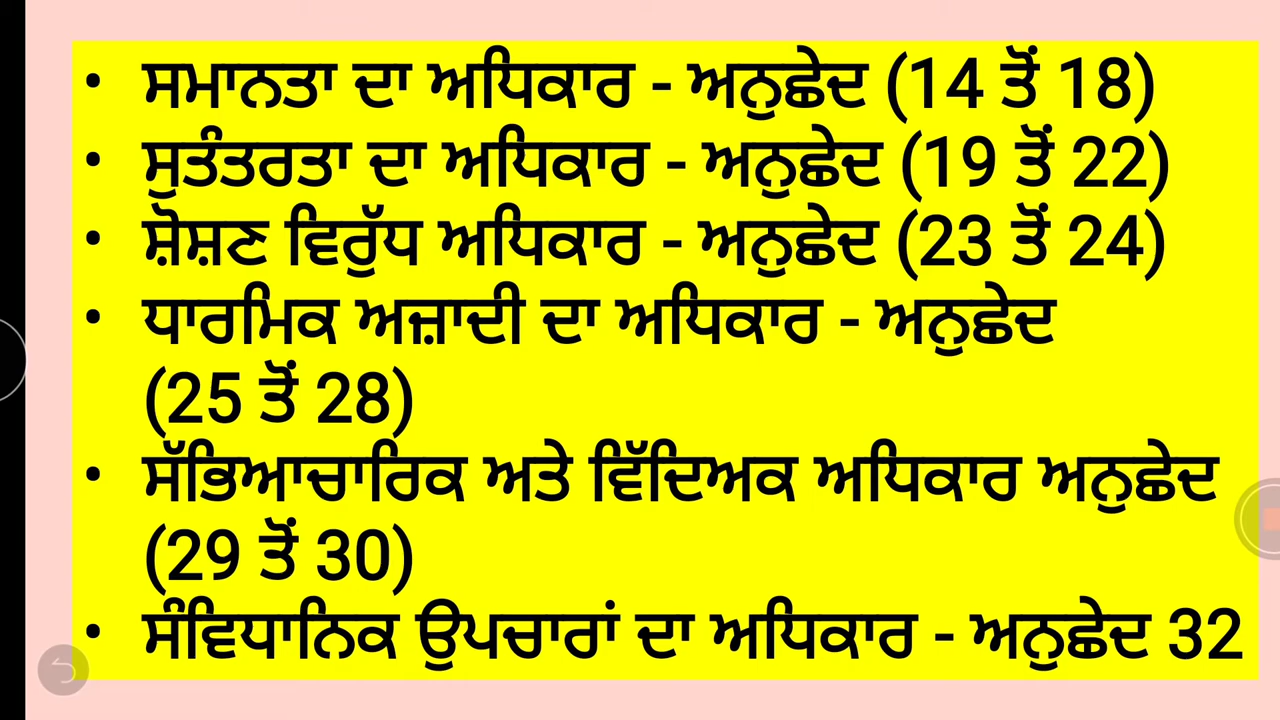 • ਸਮਾਨਤਾ ਦਾ ਅਧਿਕਾਰ - ਅਨੁਛੇਦ (14 ਤੋਂ 18)
• ਸੁਤੰਤਰਤਾ ਦਾ ਅਧਿਕਾਰ - ਅਨੁਛੇਦ (19 ਤੋਂ 22)
• ਸ਼ੋਸ਼ਣ ਵਿਰੁੱਧ ਅਧਿਕਾਰ - ਅਨੁਛੇਦ (23 ਤੋਂ 24)
• ਧਾਰਮਿਕ ਅਜ਼ਾਦੀ ਦਾ ਅਧਿਕਾਰ - ਅਨੁਛੇਦ
(25 ਤੋਂ 28)
• ਸੱਭਿਆਚਾਰਿਕ ਅਤੇ ਵਿੱਦਿਅਕ ਅਧਿਕਾਰ ਅਨੁਛੇਦ
(29 ਤੋਂ 30)
• ਸੰਵਿਧਾਨਿਕ ਉਪਚਾਰਾਂ ਦਾ ਅਧਿਕਾਰ - ਅਨੁਛੇਦ 32